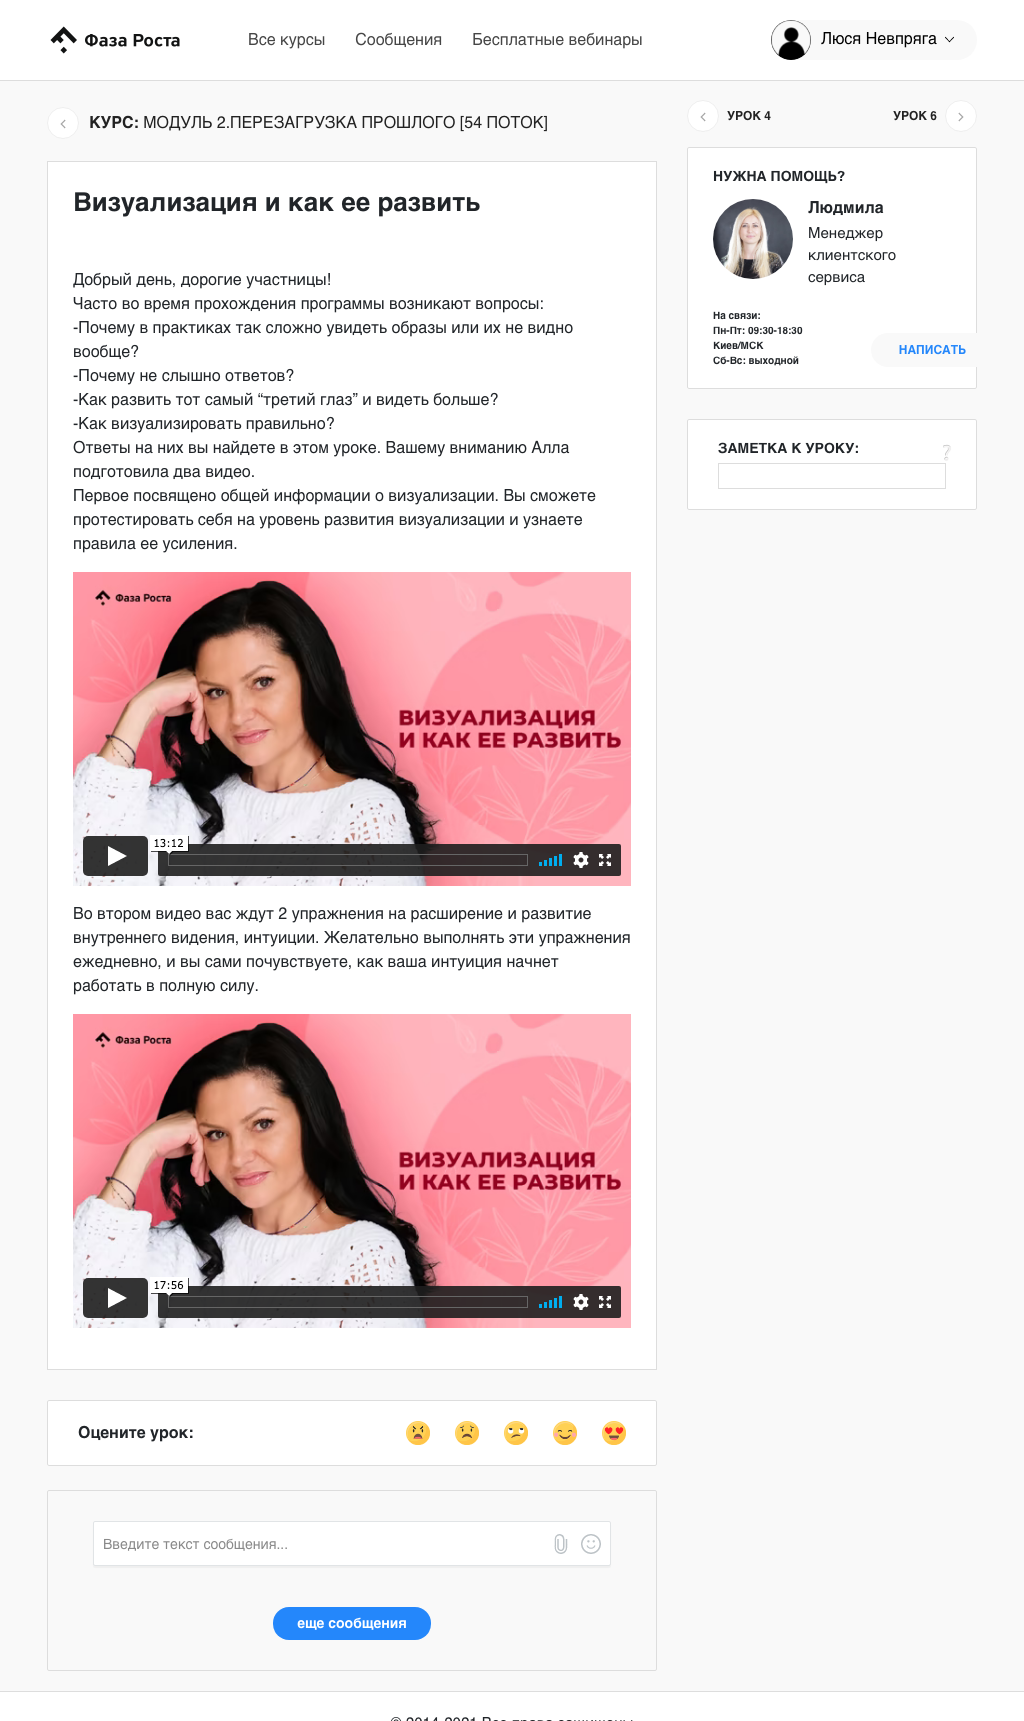 Фаза Роста
Все курсы
Сообщения
Бесплатные вебинары
Люся Невпряга
КУРС: МОДУЛЬ 2.ПЕРЕЗАГРУЗКА ПРОШЛОГО [54 ПОТОК]
УРОК 4
УРОК 6
Визуализация и как ее развить
Добрый день, дорогие участницы!
Часто во время прохождения программы возникают вопросы:
-Почему в практиках так сложно увидеть образы или их не видно
вообще?
-Почему не слышно ответов?
-Как развить тот самый “третий глаз” и видеть больше?
-Как визуализировать правильно?
Ответы на них вы найдете в этом уроке. Вашему вниманию Алла
подготовила два видео.
Первое посвящено общей информации о визуализации. Вы сможете
протестировать себя на уровень развития визуализации и узнаете
правила ее усиления.
Фаза Роста
ВИЗУАЛИЗАЦИЯ
И КАК ЕЕ РАЗВИТЬ
13:12
Во втором видео вас ждут 2 упражнения на расширение и развитие
внутреннего видения, интуиции. Желательно выполнять эти упражнения
ежедневно, и вы сами почувствуете, как ваша интуиция начнет
работать в полную силу.
Фаза Роста
ВИЗУАЛИЗАЦИЯ
И КАК ЕЕ РАЗВИТЬ
17:56
Оцените урок:
Введите текст сообщения...
еще сообщения
НУЖНА ПОМОЩЬ?
Людмила
Менеджер
клиентского
сервиса
На связи:
Пн-Пт: 09:30-18:30
Киев/МСК
Сб-Вс: выходной
НАПИСАТЬ
ЗАМЕТКА К УРОКУ:
?
© 2014-2021 Все права защищены